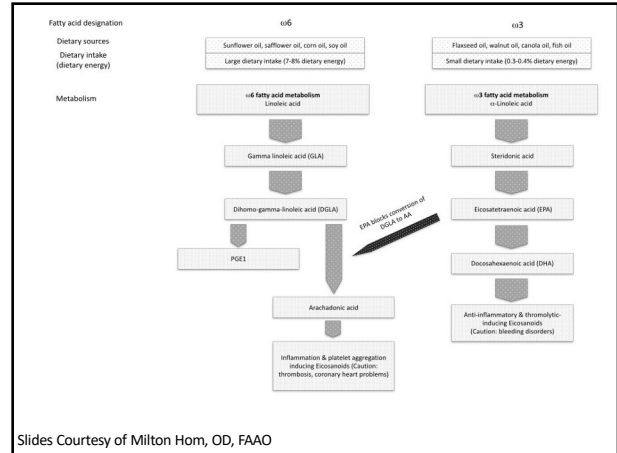 Fatty acid designation
ω6
ω3
Dietary sources
Sunflower oil, safflower oil, corn oil, soy oil
Flaxseed oil, walnut oil, canola oil, fish oil
Dietary intake
(dietary energy)
Large dietary intake (7-8% dietary energy)
Small dietary intake (0.3-0.4% dietary energy)
Metabolism
ω6 fatty acid metabolism
Linoleic acid
ω3 fatty acid metabolism
α-Linoleic acid
Gamma linoleic acid (GLA)
Steridonic acid
Dihomo-gamma-linoleic acid (DGLA)
EPA blocks conversion of
DGLA to AA
Eicosatetraenoic acid (EPA)
PGE1
Docosahexaenoic acid (DHA)
Arachadonic acid
Anti-inflammatory & thromolytic-
inducing Eicosanoids
(Caution: bleeding disorders)
Inflammation & platelet aggregation
inducing Eicosanoids (Caution:
thrombosis, coronary heart problems)
Slides Courtesy of Milton Hom, OD, FAAO